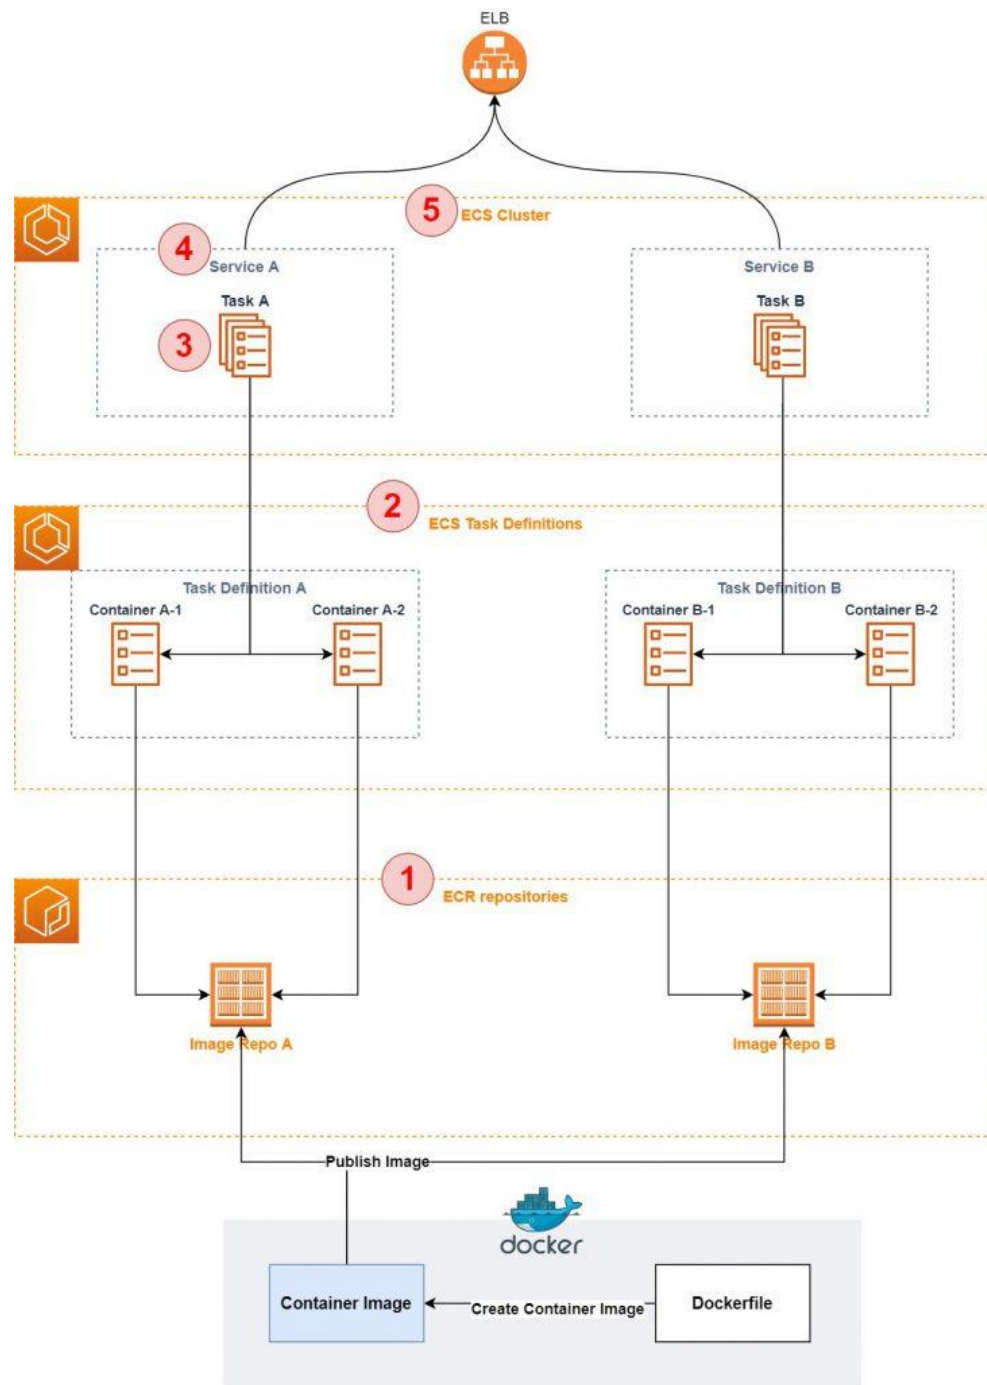 ELB
5
ECS Cluster
4
Service A
Service B
Task A
Task B
3
2
ECS Task Definitions
Task Definition A
Task Definition B
Container A-1
Container A-2
Container B-1
Container B-2
1
ECR repositories
Image Repo A
Image Repo B
Publish Image
docker
Container Image
Create Container Image
Dockerfile